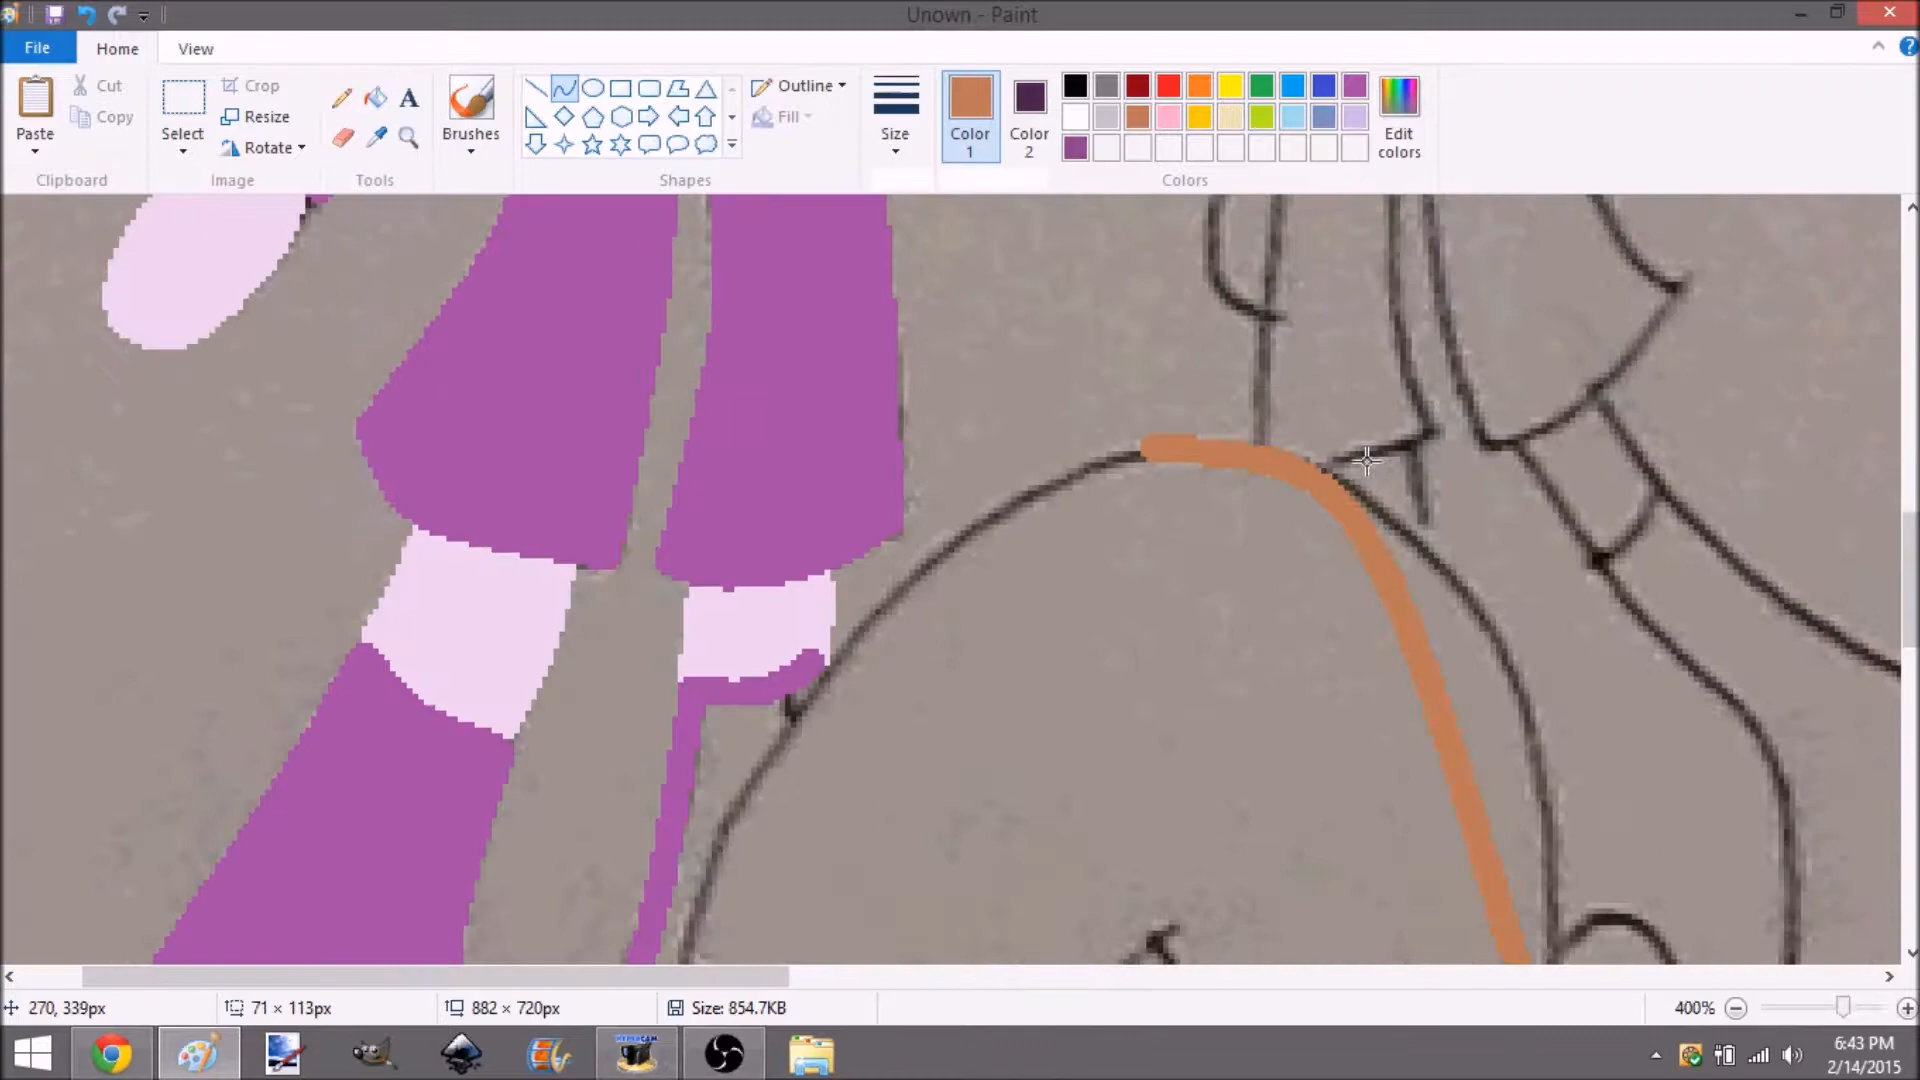 Unown - Paint
File Home View
Paste
Cut
Copy
Clipboard
Select
Crop
Resize
Rotate
Image
Tools
Brushes
Shapes
Outline
Fill
Size
Color 1
Color 2
Edit colors
Colors
270, 339px
71 × 113px
882 × 720px
Size: 854.7KB
400%
HYPERCAM
6:43 PM
2/14/2015